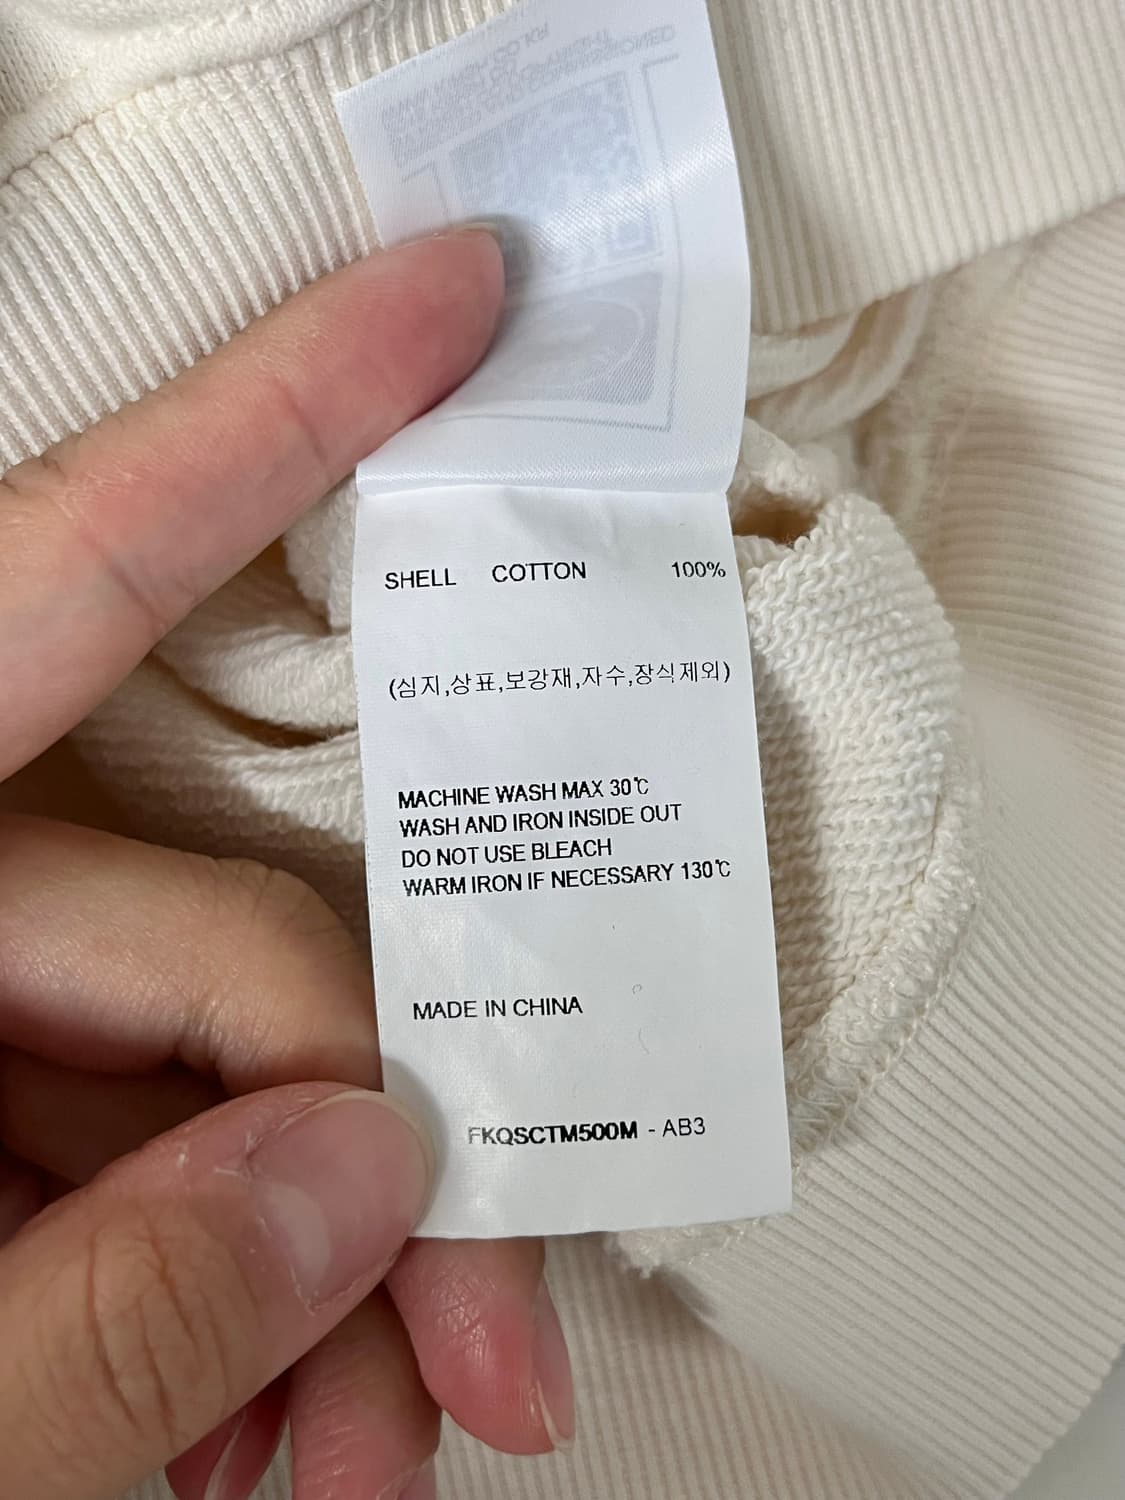 SHELL COTTON 100%
(심지,상표,보강재,자수,장식제외)
MACHINE WASH MAX 30℃
WASH AND IRON INSIDE OUT
DO NOT USE BLEACH
WARM IRON IF NECESSARY 130℃
MADE IN CHINA
FKQSCTM500M - AB3